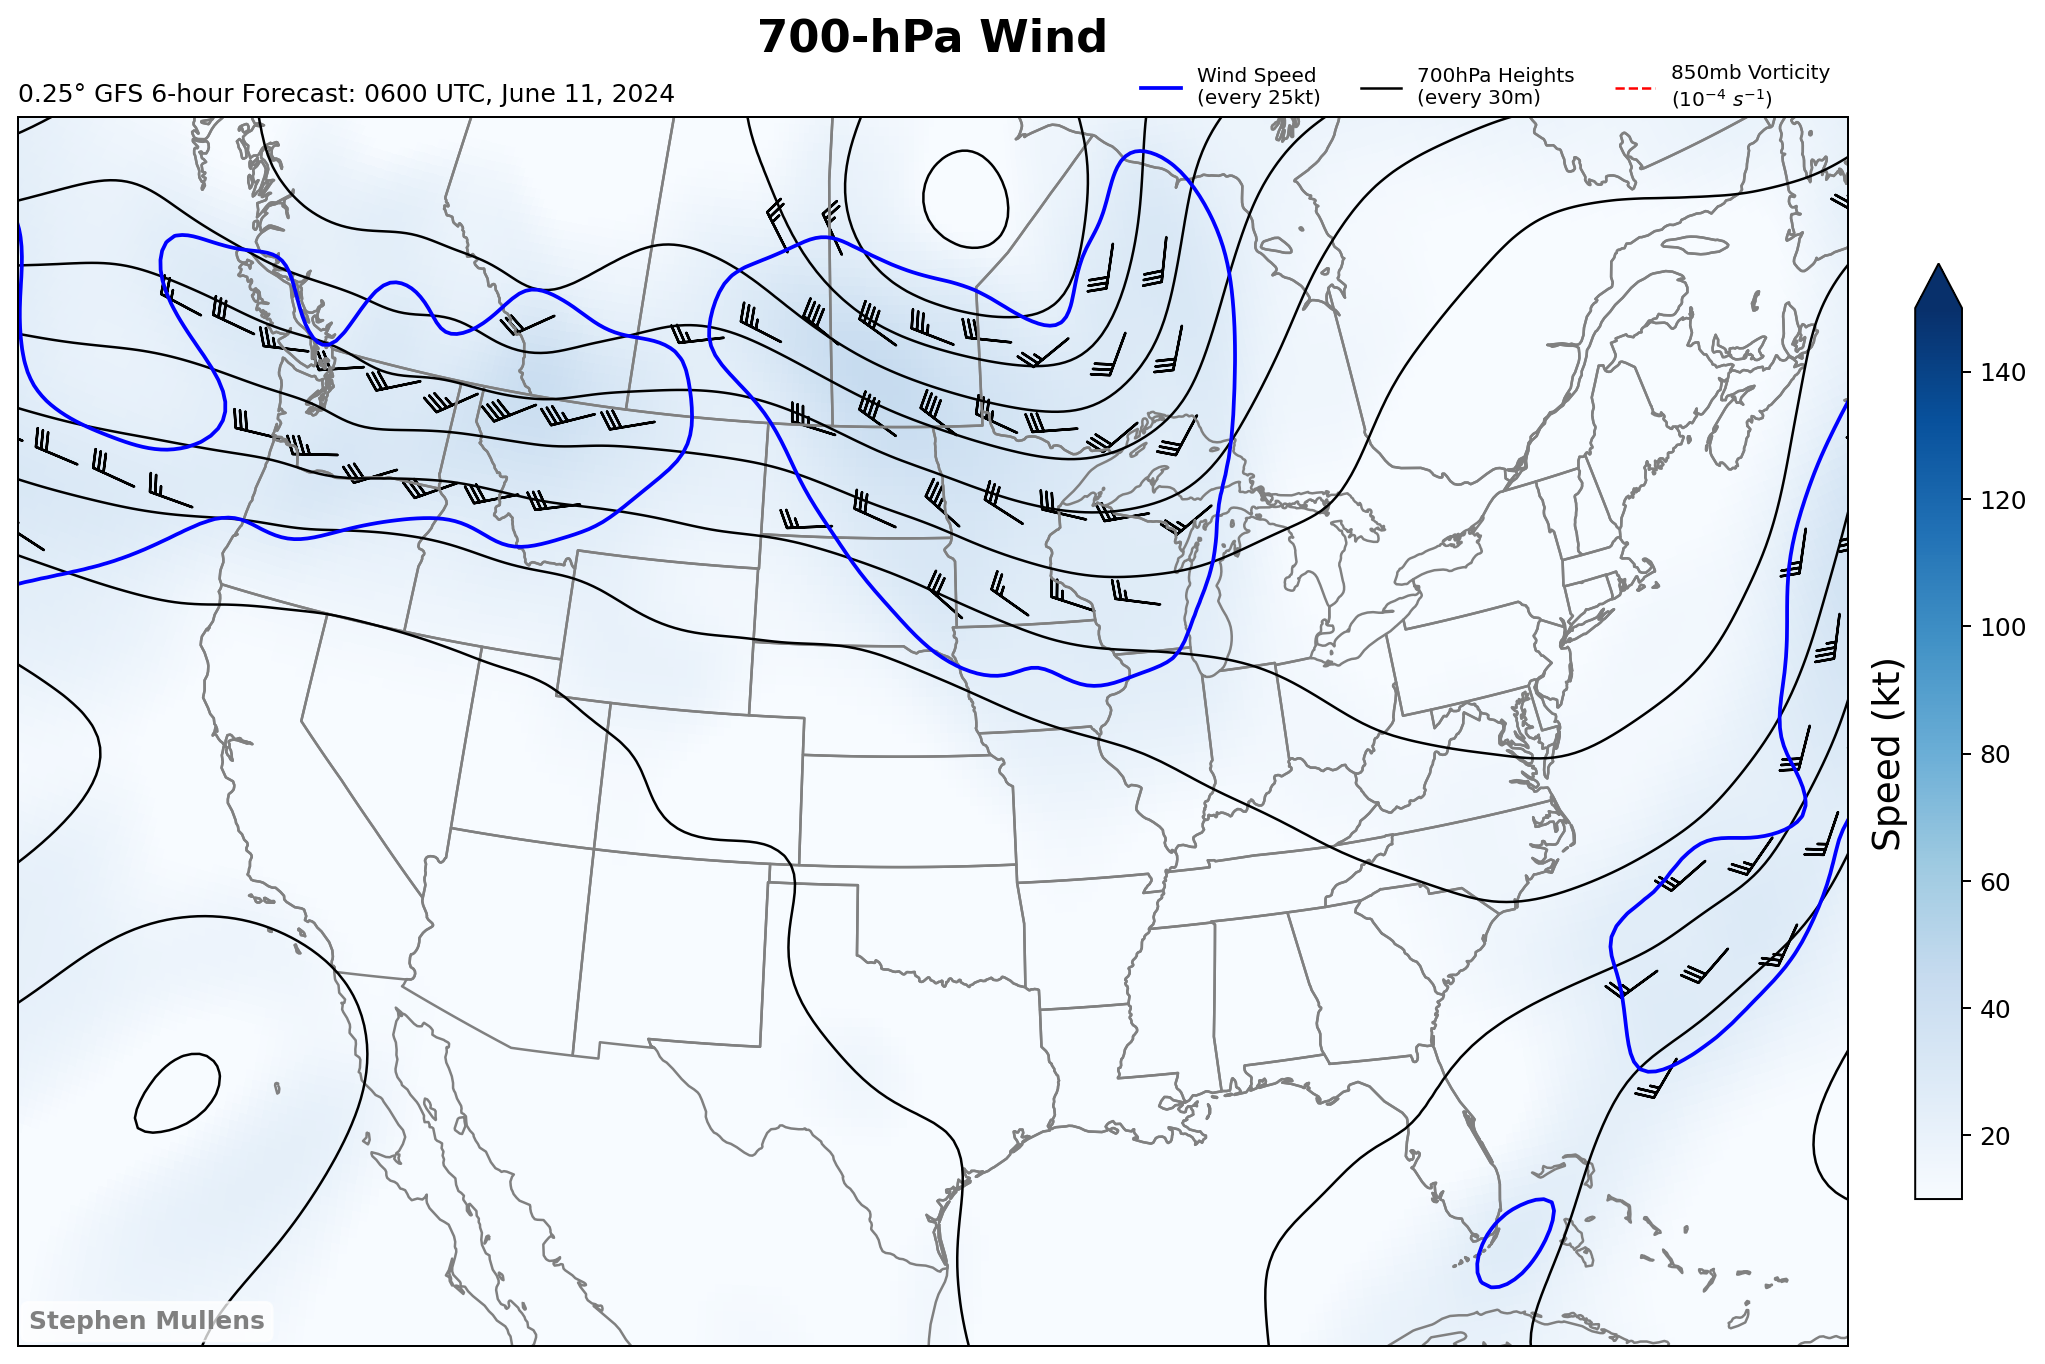 700-hPa Wind
0.25° GFS 6-hour Forecast: 0600 UTC, June 11, 2024
Wind Speed
(every 25kt)
700hPa Heights
(every 30m)
850mb Vorticity
(10⁻⁴ s⁻¹)
140
120
100
80
60
40
20
Speed (kt)
Stephen Mullens